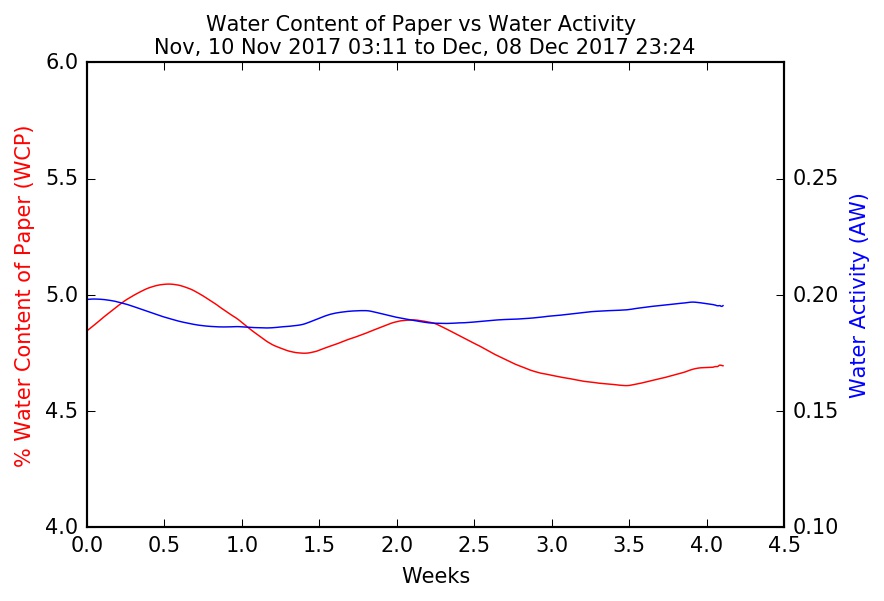 Water Content of Paper vs Water Activity
Nov, 10 Nov 2017 03:11 to Dec, 08 Dec 2017 23:24
6.0
5.5
5.0
4.5
4.0
% Water Content of Paper (WCP)
0.25
0.20
0.15
0.10
Water Activity (AW)
0.0 0.5 1.0 1.5 2.0 2.5 3.0 3.5 4.0 4.5
Weeks